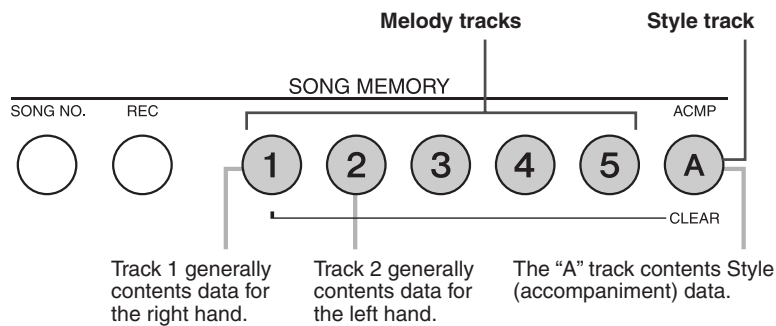 Melody tracks Style track
SONG MEMORY
SONG NO. REC ACMP
1 2 3 4 5 A
CLEAR
Track 1 generally
contents data for
the right hand.
Track 2 generally
contents data for
the left hand.
The “A” track contents Style
(accompaniment) data.